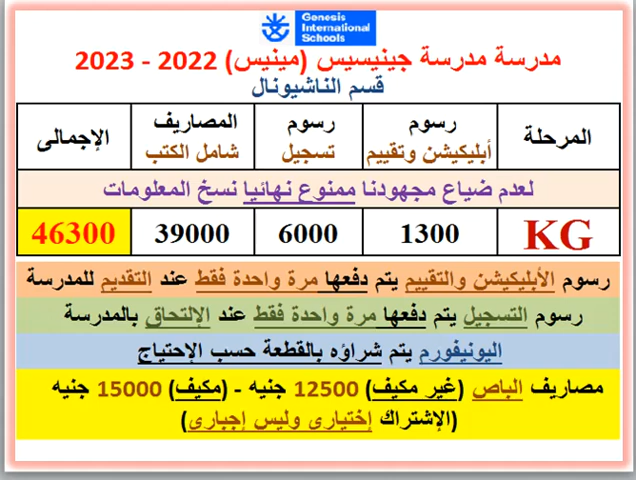 Genesis
International
Schools
مدرسة مدرسة جينيسيس (مينيس) 2022 - 2023
قسم الناشيونال
المرحلة
رسوم
أبليكيشن وتقييم
رسوم
تسجيل
المصاريف
شامل الكتب
الإجمالى
لعدم ضياع مجهودنا ممنوع نهائيا نسخ المعلومات
KG
1300
6000
39000
46300
رسوم الأبليكيشن والتقييم يتم دفعها مرة واحدة فقط عند التقديم للمدرسة
رسوم التسجيل يتم دفعها مرة واحدة فقط عند الإلتحاق بالمدرسة
اليونيفورم يتم شراؤه بالقطعة حسب الإحتياج
مصاريف الباص (غير مكيف) 12500 جنيه - (مكيف) 15000 جنيه
(الإشتراك إختيارى وليس إجبارى)